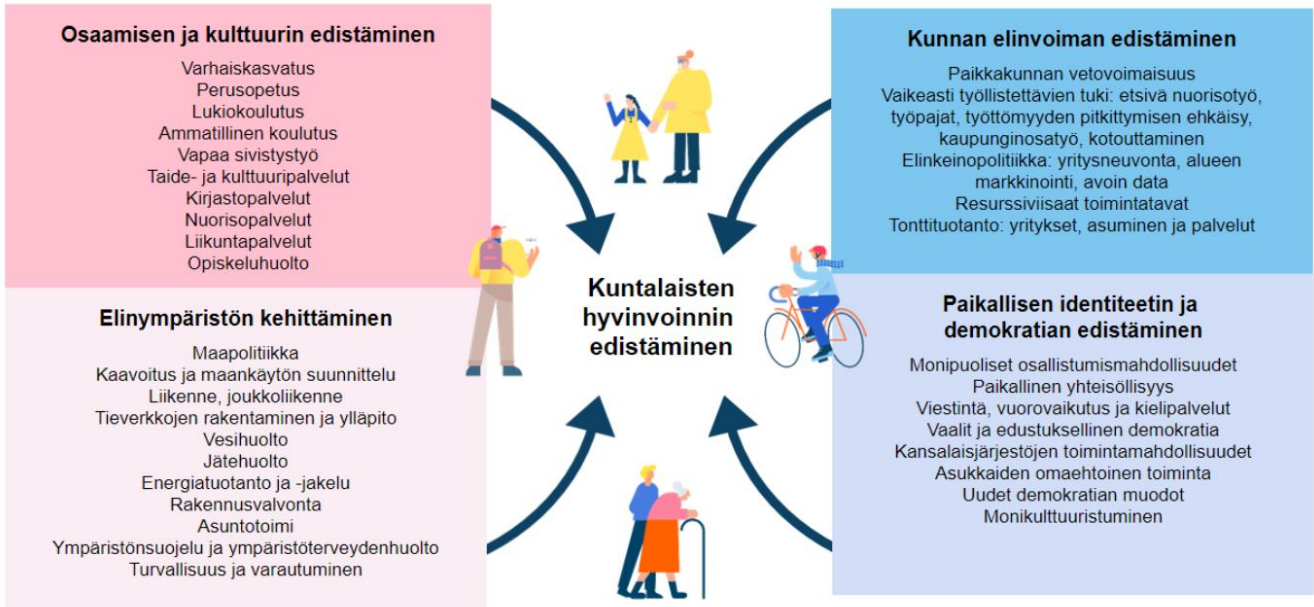 Osaamisen ja kulttuurin edistäminen
Varhaiskasvatus
Perusopetus
Lukiokoulutus
Ammatillinen koulutus
Vapaa sivistystyö
Taide- ja kulttuuripalvelut
Kirjastopalvelut
Nuorisopalvelut
Liikuntapalvelut
Opiskeluhuolto
Kunnan elinvoiman edistäminen
Paikkakunnan vetovoimaisuus
Vaikeasti työllistettävien tuki: etsivä nuorisotyö,
työpajat, työttömyyden pitkittymisen ehkäisy,
kaupunginosatyö, kotouttaminen
Elinkeinopolitiikka: yritysneuvonta, alueen
markkinointi, avoin data
Resurssiviisaat toimintatavat
Tonttituotanto: yritykset, asuminen ja palvelut
Kuntalaisten
hyvinvoinnin
edistäminen
Elinympäristön kehittäminen
Maapolitiikka
Kaavoitus ja maankäytön suunnittelu
Liikenne, joukkoliikenne
Tieverkkojen rakentaminen ja ylläpito
Vesihuolto
Jätehuolto
Energiatuotanto ja -jakelu
Rakennusvalvonta
Asuntotoimi
Ympäristönsuojelu ja ympäristöterveydenhuolto
Turvallisuus ja varautuminen
Paikallisen identiteetin ja
demokratian edistäminen
Monipuoliset osallistumismahdollisuudet
Paikallinen yhteisöllisyys
Viestintä, vuorovaikutus ja kielipalvelut
Vaalit ja edustuksellinen demokratia
Kansalaisjärjestöjen toimintamahdollisuudet
Asukkaiden omaehtoinen toiminta
Uudet demokratian muodot
Monikulttuuristuminen